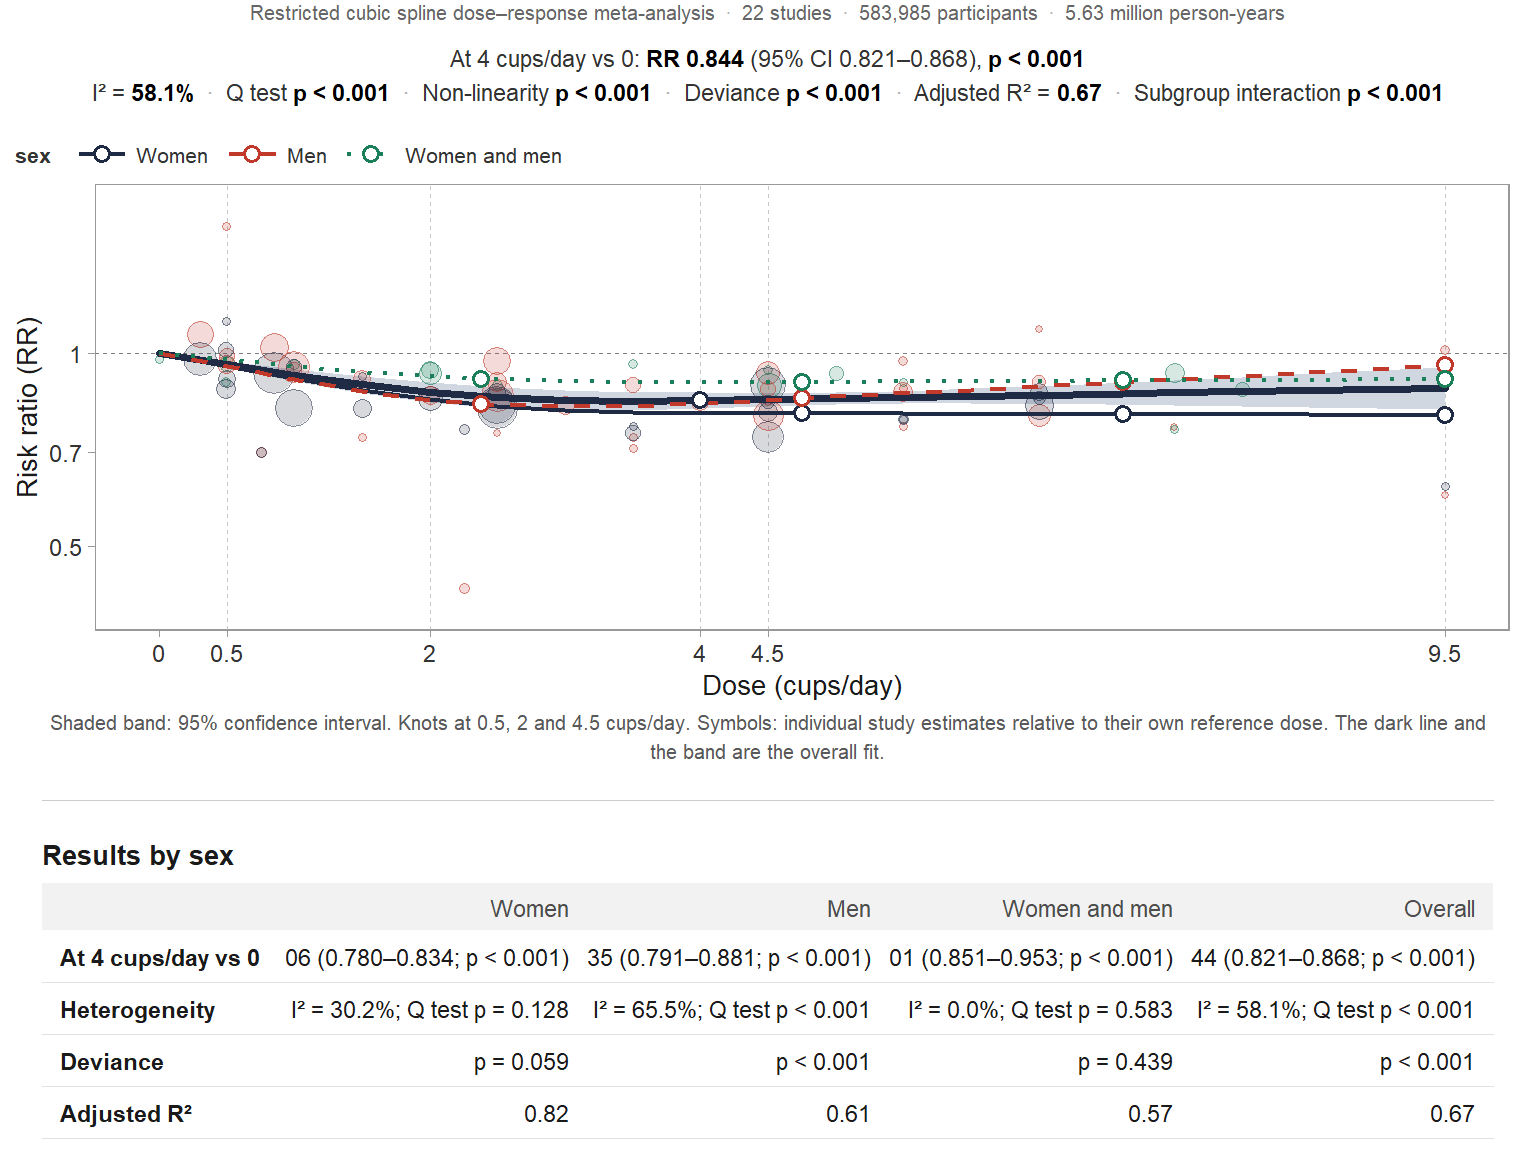 Restricted cubic spline dose–response meta-analysis · 22 studies · 583,985 participants · 5.63 million person-years
At 4 cups/day vs 0: RR 0.844 (95% CI 0.821–0.868), p < 0.001
I² = 58.1% · Q test p < 0.001 · Non-linearity p < 0.001 · Deviance p < 0.001 · Adjusted R² = 0.67 · Subgroup interaction p < 0.001
sex Women Men Women and men
Risk ratio (RR)
1
0.7
0.5
0 0.5 2 4 4.5 9.5
Dose (cups/day)
Shaded band: 95% confidence interval. Knots at 0.5, 2 and 4.5 cups/day. Symbols: individual study estimates relative to their own reference dose. The dark line and
the band are the overall fit.
Results by sex
Women Men Women and men Overall
At 4 cups/day vs 0 06 (0.780–0.834; p < 0.001) 35 (0.791–0.881; p < 0.001) 01 (0.851–0.953; p < 0.001) 44 (0.821–0.868; p < 0.001)
Heterogeneity I² = 30.2%; Q test p = 0.128 I² = 65.5%; Q test p < 0.001 I² = 0.0%; Q test p = 0.583 I² = 58.1%; Q test p < 0.001
Deviance p = 0.059 p < 0.001 p = 0.439 p < 0.001
Adjusted R² 0.82 0.61 0.57 0.67